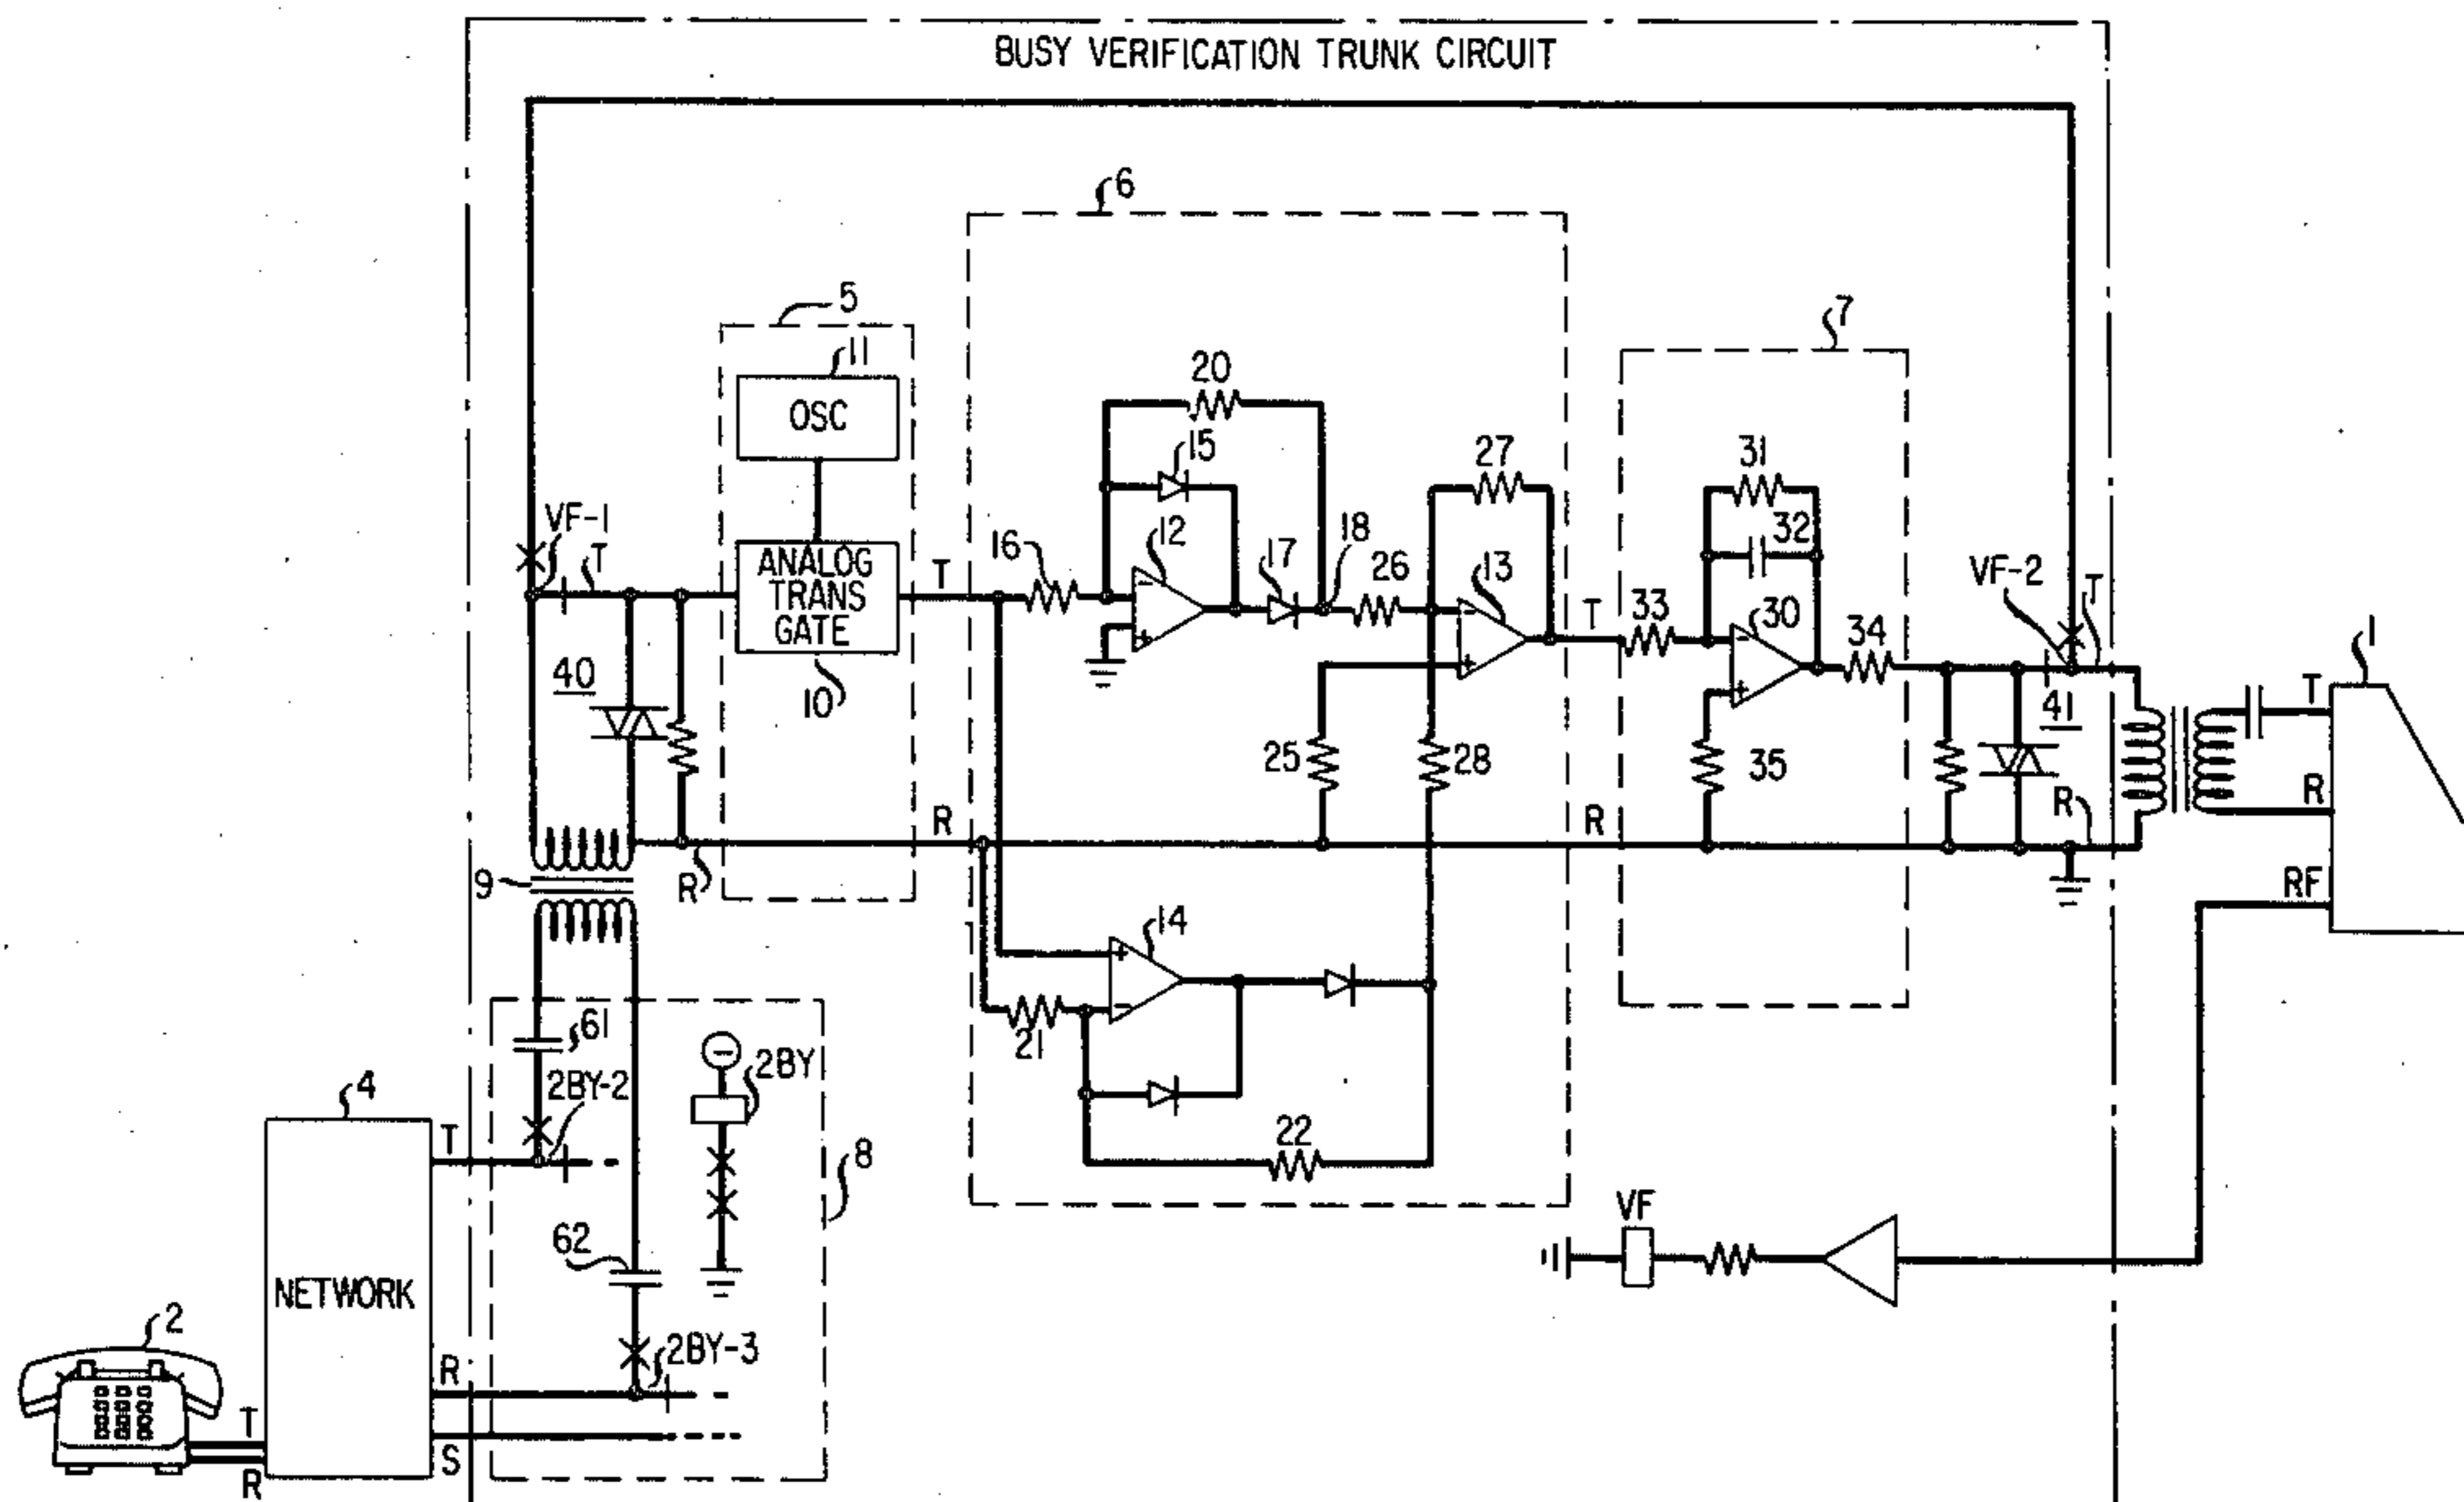 BUSY VERIFICATION TRUNK CIRCUIT
6
5
7
11
OSC
20
15
27
31
VF-1
T
ANALOG
TRANS
GATE
T
16
12
17
18
26
13
T
33
32
30
34
VF-2
T
1
40
10
25
28
35
41
T
R
R
R
R
R
9
RF
14
21
61
2BY-2
2BY
4
T
22
8
62
VF
NETWORK
2
R
2BY-3
T
S
R